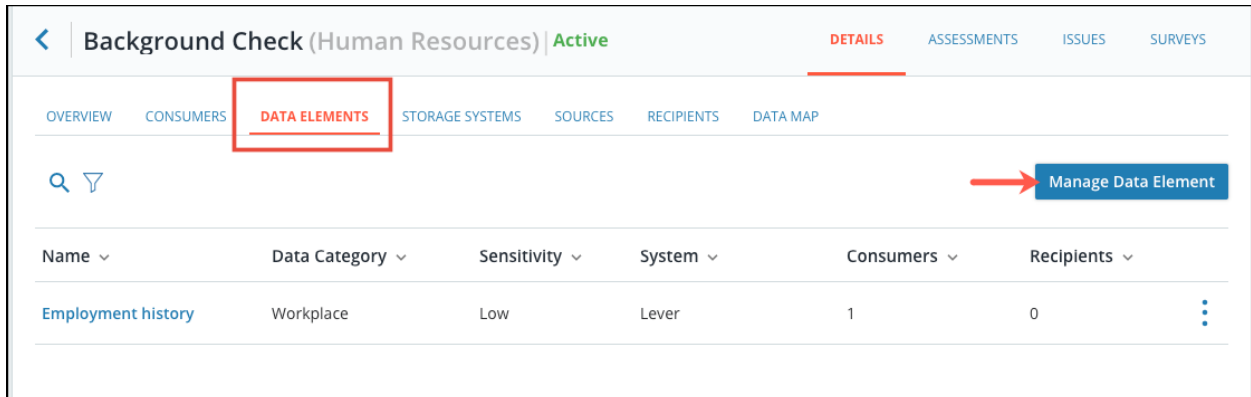 Background Check (Human Resources) | Active DETAILS ASSESSMENTS ISSUES SURVEYS
OVERVIEW CONSUMERS DATA ELEMENTS STORAGE SYSTEMS SOURCES RECIPIENTS DATA MAP
Manage Data Element
Name Data Category Sensitivity System Consumers Recipients
Employment history Workplace Low Lever 1 0